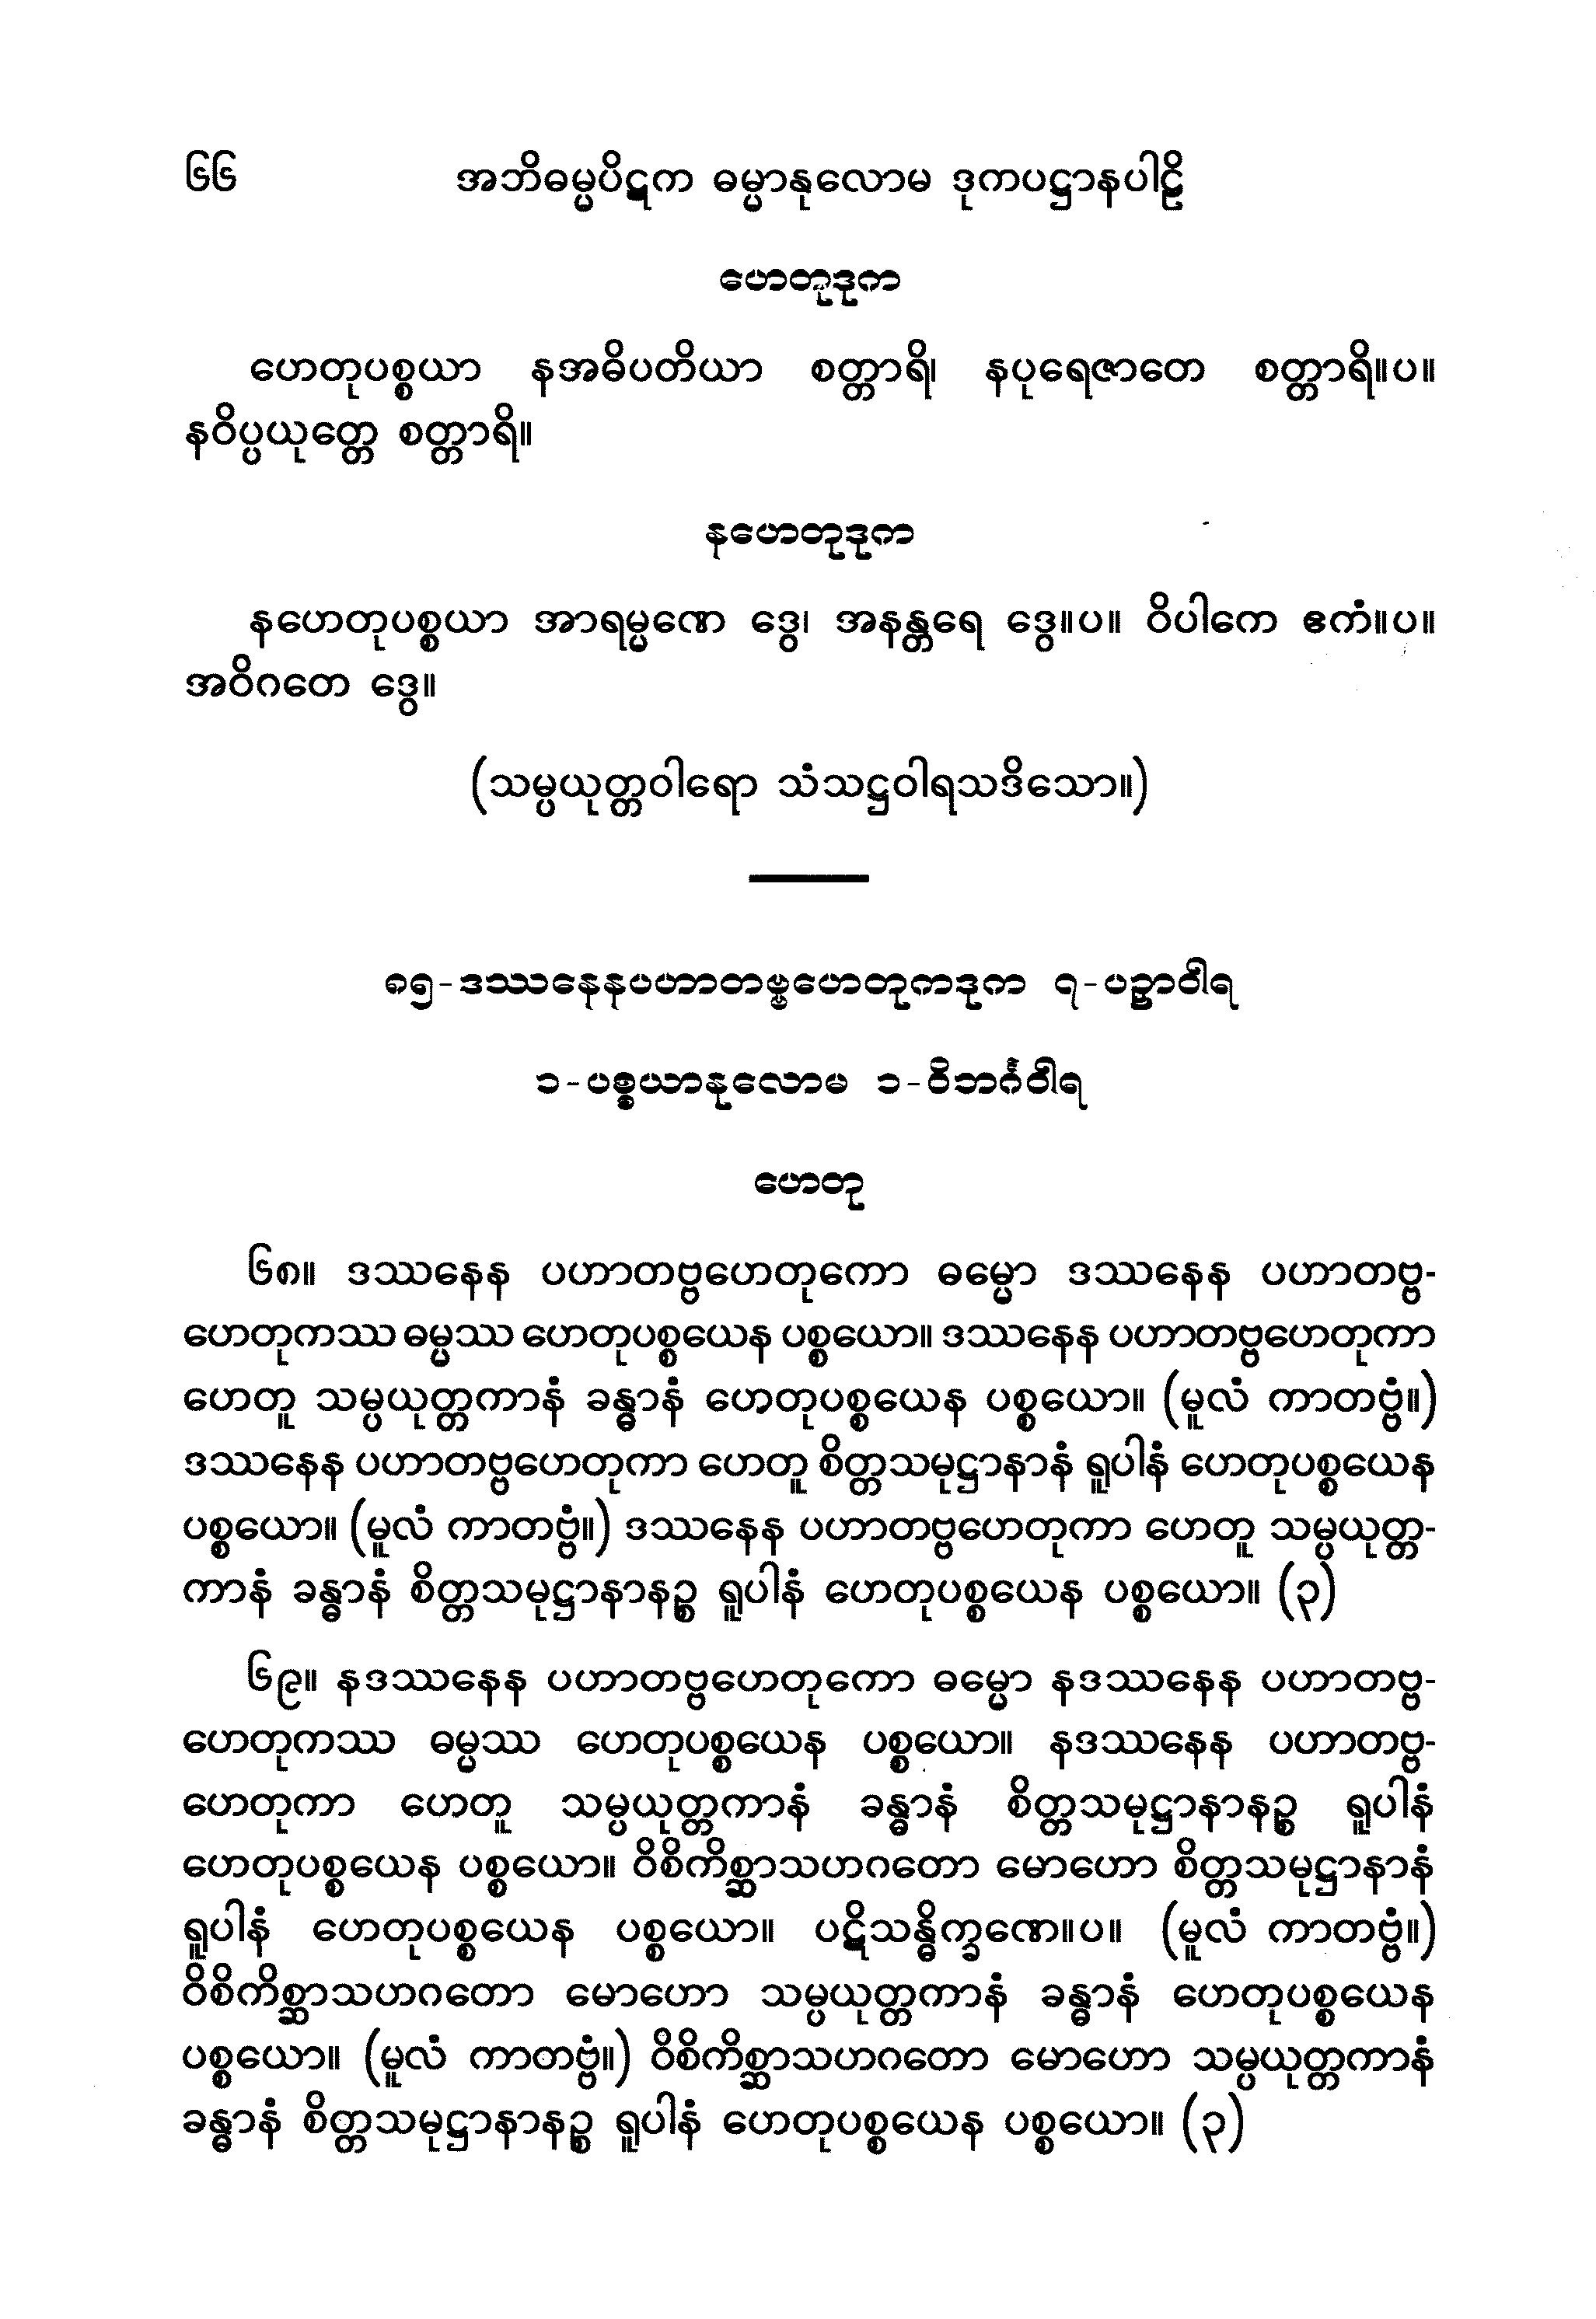 ၆၆ အဘိဓမ္မပိဋက ဓမ္မာနုလောမ ဒုကပဋ္ဌာနပါဠိ
ဟေတုဒုက
ဟေတုပစ္စယာ နအဓိပတိယာ စတ္တာရိ၊ နပုရေဇာတေ စတ္တာရိ။ပ။
နဝိပ္ပယုတ္တေ စတ္တာရိ။
နဟေတုဒုက
နဟေတုပစ္စယာ အာရမ္မဏေ ဒွေ၊ အနန္တရေ ဒွေ။ပ။ ဝိပါကေ ဧကံ။ပ။
အဝိဂတေ ဒွေ။
(သမ္ပယုတ္တဝါရော သံသဋ္ဌဝါရသဒိသော။)
၈၅-ဒဿနေနပဟာတဗ္ဗဟေတုကဒုက ၇-ပဉှာဝါရ
၁-ပစ္စယာနုလောမ ၁-ဝိဘင်္ဂဝါရ
ဟေတု
၆၈။ ဒဿနေန ပဟာတဗ္ဗဟေတုကော ဓမ္မော ဒဿနေန ပဟာတဗ္ဗ-
ဟေတုကဿ ဓမ္မဿ ဟေတုပစ္စယေန ပစ္စယော။ ဒဿနေန ပဟာတဗ္ဗဟေတုကာ
ဟေတူ သမ္ပယုတ္တကာနံ ခန္ဓာနံ ဟေတုပစ္စယေန ပစ္စယော။ (မူလံ ကာတဗ္ဗံ။)
ဒဿနေန ပဟာတဗ္ဗဟေတုကာ ဟေတူ စိတ္တသမုဋ္ဌာနာနံ ရူပါနံ ဟေတုပစ္စယေန
ပစ္စယော။ (မူလံ ကာတဗ္ဗံ။) ဒဿနေန ပဟာတဗ္ဗဟေတုကာ ဟေတူ သမ္ပယုတ္တ-
ကာနံ ခန္ဓာနံ စိတ္တသမုဋ္ဌာနာနဉ္စ ရူပါနံ ဟေတုပစ္စယေန ပစ္စယော။ (၃)
၆၉။ နဒဿနေန ပဟာတဗ္ဗဟေတုကော ဓမ္မော နဒဿနေန ပဟာတဗ္ဗ-
ဟေတုကဿ ဓမ္မဿ ဟေတုပစ္စယေန ပစ္စယော။ နဒဿနေန ပဟာတဗ္ဗ-
ဟေတုကာ ဟေတူ သမ္ပယုတ္တကာနံ ခန္ဓာနံ စိတ္တသမုဋ္ဌာနာနဉ္စ ရူပါနံ
ဟေတုပစ္စယေန ပစ္စယော။ ဝိစိကိစ္ဆာသဟဂတော မောဟော စိတ္တသမုဋ္ဌာနာနံ
ရူပါနံ ဟေတုပစ္စယေန ပစ္စယော။ ပဋိသန္ဓိက္ခဏေ။ပ။ (မူလံ ကာတဗ္ဗံ။)
ဝိစိကိစ္ဆာသဟဂတော မောဟော သမ္ပယုတ္တကာနံ ခန္ဓာနံ ဟေတုပစ္စယေန
ပစ္စယော။ (မူလံ ကာတဗ္ဗံ။) ဝိစိကိစ္ဆာသဟဂတော မောဟော သမ္ပယုတ္တကာနံ
ခန္ဓာနံ စိတ္တသမုဋ္ဌာနာနဉ္စ ရူပါနံ ဟေတုပစ္စယေန ပစ္စယော။ (၃)